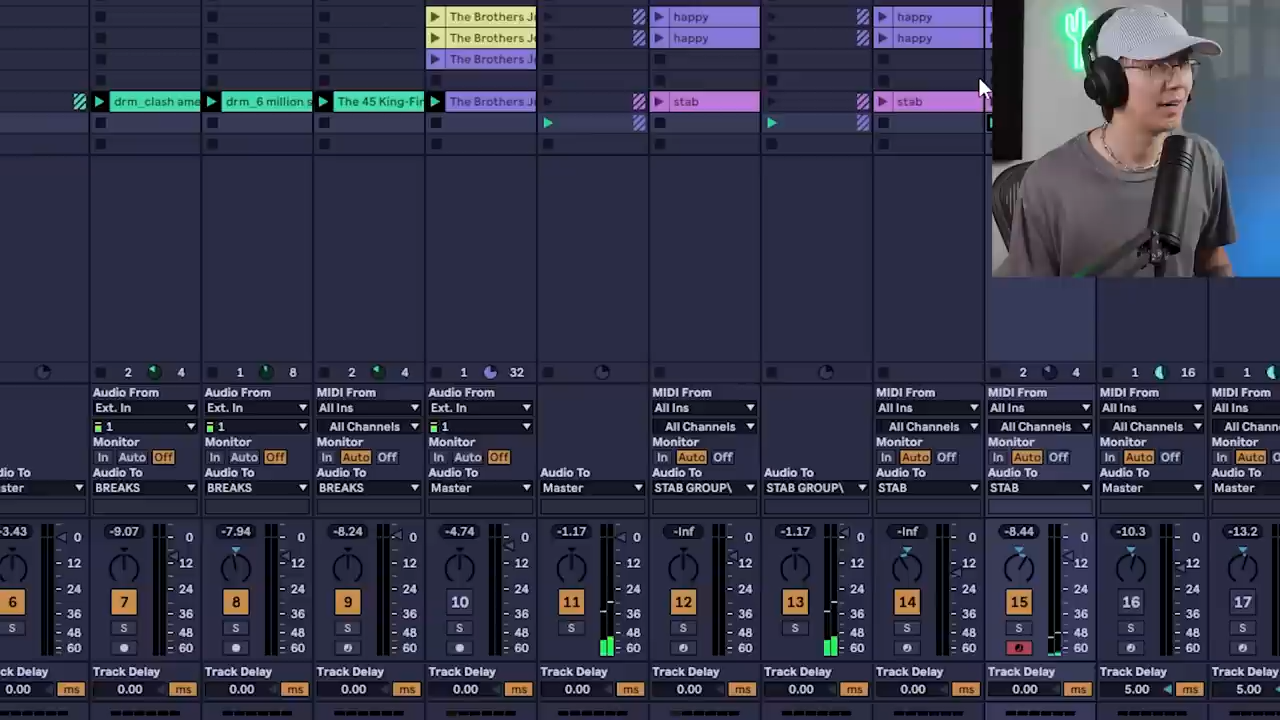 The Brothers Jo happy happy
The Brothers Jo happy happy
The Brothers Jo
drm_clash ame drm_6 million s The 45 King-Fin The Brothers Jo stab stab
2 4 1 8 2 4 1 32 2 4 1 16 1
Audio From Audio From MIDI From Audio From MIDI From MIDI From MIDI From MIDI From MIDI From
Ext. In Ext. In All Ins Ext. In All Ins All Ins All Ins All Ins All Ins
1 1 All Channels 1 All Channels All Channels All Channels All Channels All Chann
Monitor Monitor Monitor Monitor Monitor Monitor Monitor Monitor Monitor
In Auto Off In Auto Off In Auto Off In Auto Off In Auto Off In Auto Off In Auto Off In Auto Off In Auto O
dio To Audio To Audio To Audio To Audio To Audio To Audio To Audio To Audio To Audio To Audio To Audio To
ster BREAKS BREAKS BREAKS Master Master STAB GROUP\ STAB GROUP\ STAB STAB Master Master
-3.43 -9.07 -7.94 -8.24 -4.74 -1.17 -Inf -1.17 -Inf -8.44 -10.3 -13.2
0 0 0 0 0 0 0 0 0 0 0
12 12 12 12 12 12 12 12 12 12 12
24 24 24 24 24 24 24 24 24 24 24
6 7 8 9 10 11 12 13 14 15 16 17
36 36 36 36 36 36 36 36 36 36 36
S S S S S S S S S S S S
48 48 48 48 48 48 48 48 48 48 48
60 60 60 60 60 60 60 60 60 60 60
Track Delay Track Delay Track Delay Track Delay Track Delay Track Delay Track Delay Track Delay Track Delay Track Delay Track Delay Track Delay
0.00 ms 0.00 ms 0.00 ms 0.00 ms 0.00 ms 0.00 ms 0.00 ms 0.00 ms 0.00 ms 0.00 ms 5.00 ms 5.00